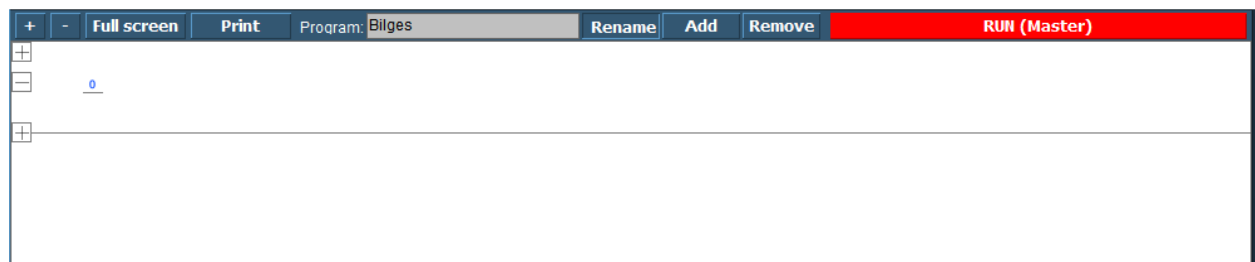 + - Full screen Print Program: Bilges Rename Add Remove RUN (Master)
0